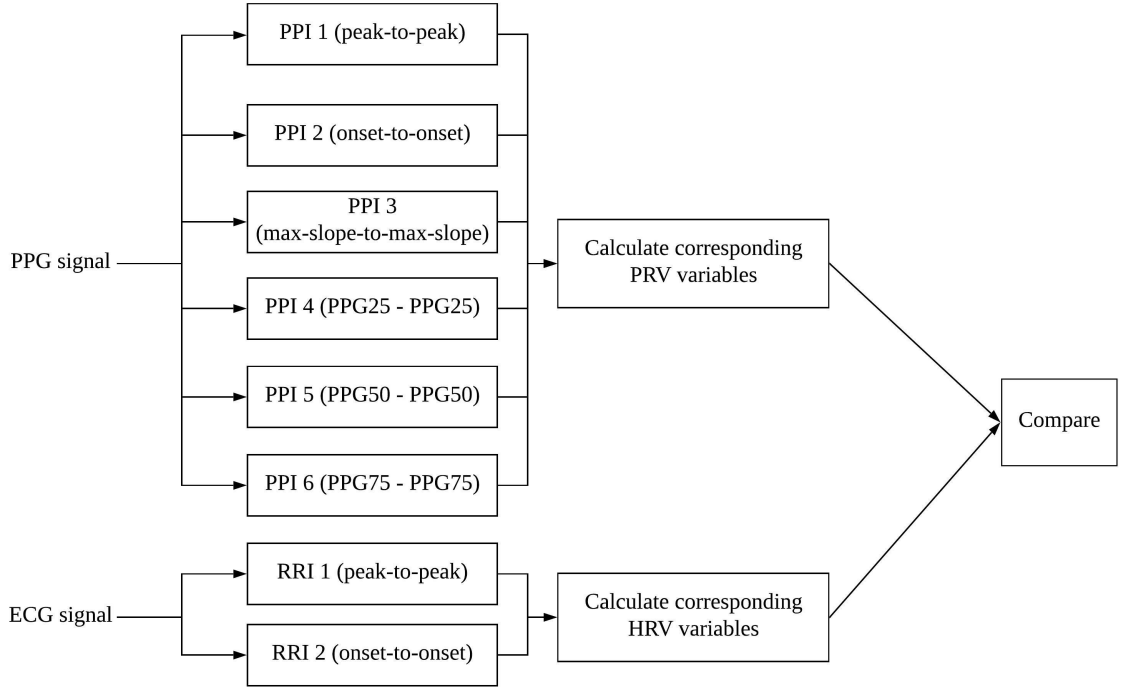 PPI 1 (peak-to-peak)
PPI 2 (onset-to-onset)
PPI 3
(max-slope-to-max-slope)
PPG signal
Calculate corresponding
PRV variables
PPI 4 (PPG25 - PPG25)
PPI 5 (PPG50 - PPG50)
Compare
PPI 6 (PPG75 - PPG75)
RRI 1 (peak-to-peak)
ECG signal
Calculate corresponding
HRV variables
RRI 2 (onset-to-onset)